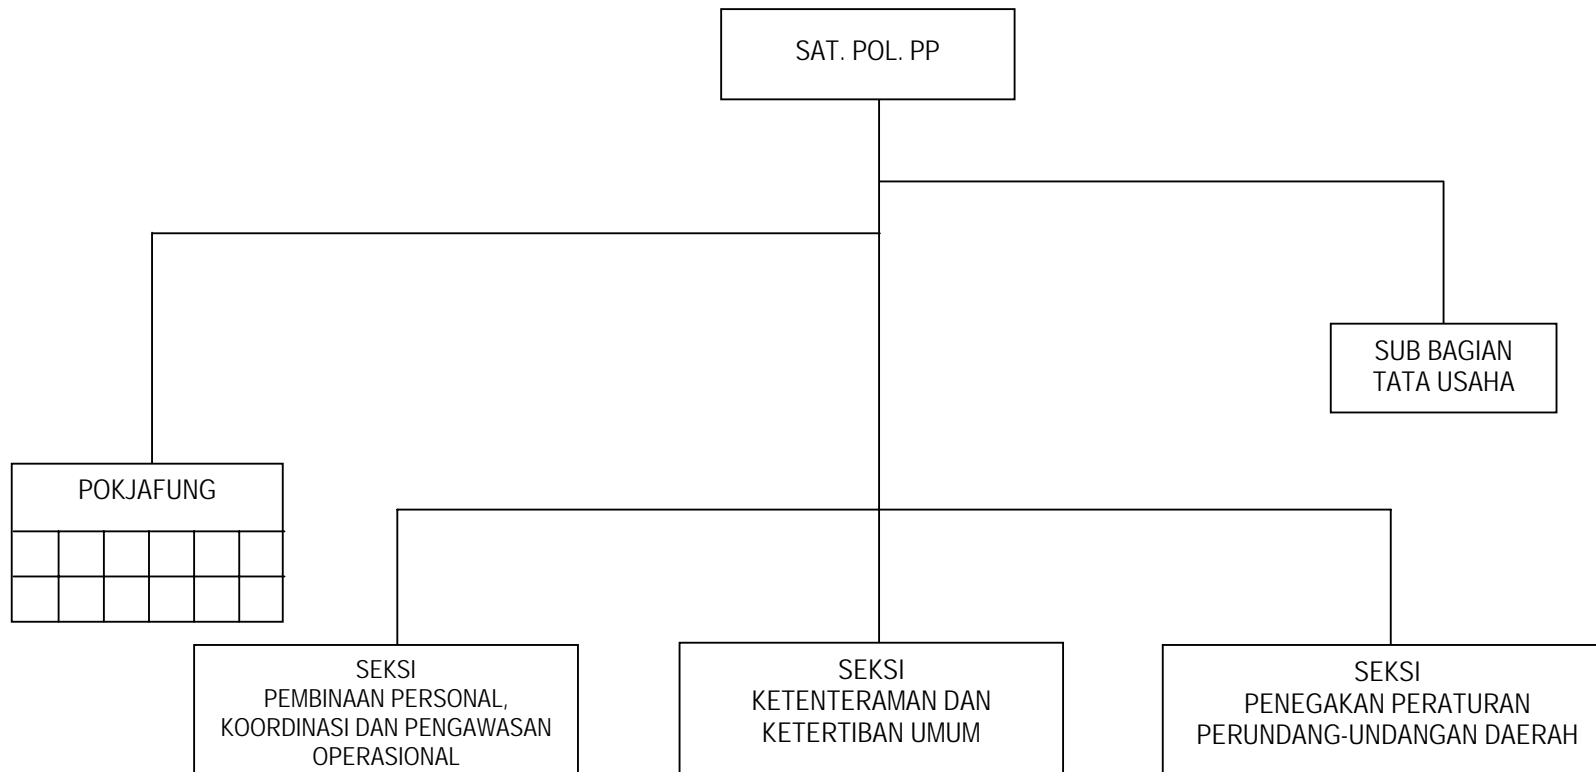 SAT. POL. PP
SUB BAGIAN
TATA USAHA
POKJAFUNG
SEKSI
PEMBINAAN PERSONAL,
KOORDINASI DAN PENGAWASAN
OPERASIONAL
SEKSI
KETENTERAMAN DAN
KETERTIBAN UMUM
SEKSI
PENEGAKAN PERATURAN
PERUNDANG-UNDANGAN DAERAH